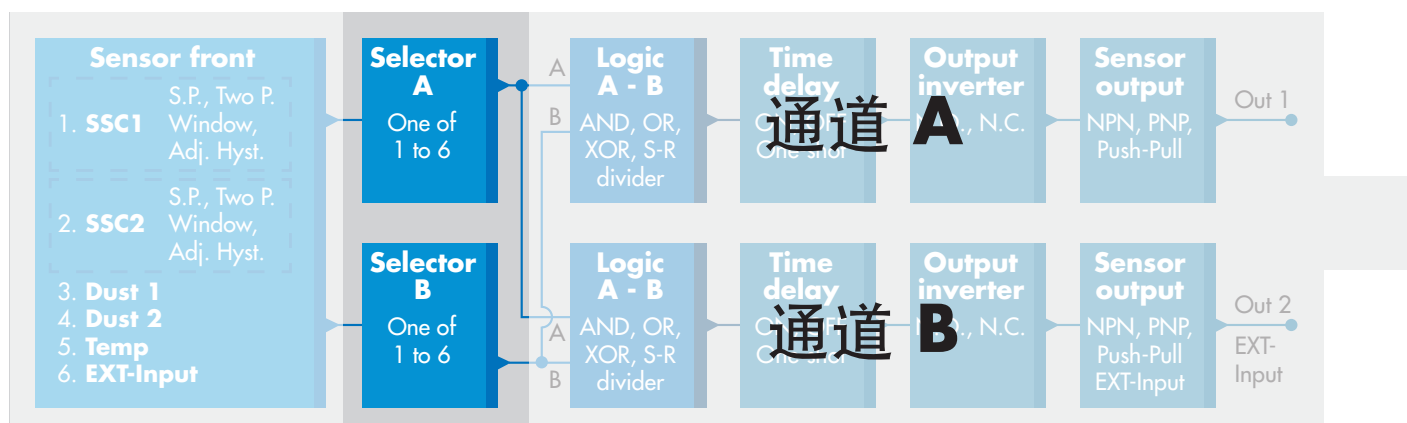 Sensor front
1. SSC1
S.P., Two P.
Window,
Adj. Hyst.
2. SSC2
S.P., Two P.
Window,
Adj. Hyst.
3. Dust 1
4. Dust 2
5. Temp
6. EXT-Input
Selector
A
One of
1 to 6
A
B
Logic
A - B
AND, OR,
XOR, S-R
divider
Time
delay
One shot
通道 A
Output
inverter
N.C.
Sensor
output
NPN, PNP,
Push-Pull
Out 1
Selector
B
One of
1 to 6
A
B
Logic
A - B
AND, OR,
XOR, S-R
divider
Time
delay
One shot
通道 B
Output
inverter
N.C.
Sensor
output
NPN, PNP,
Push-Pull
EXT-Input
Out 2
EXT-
Input